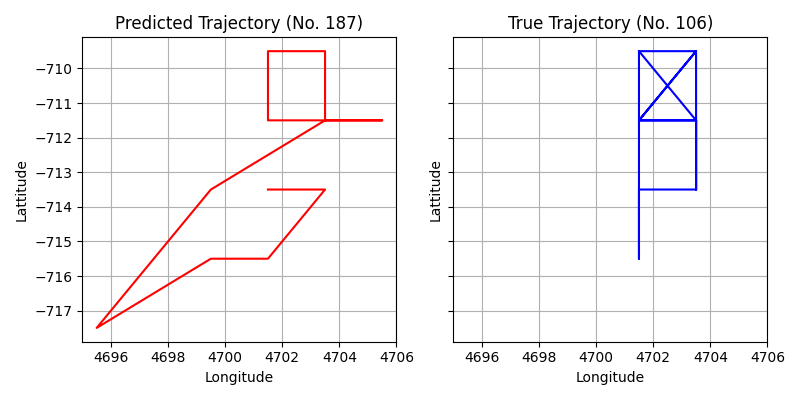 Predicted Trajectory (No. 187)
−710
−711
−712
−713
−714
−715
−716
−717
Lattitude
4696 4698 4700 4702 4704 4706
Longitude
True Trajectory (No. 106)
Lattitude
4696 4698 4700 4702 4704 4706
Longitude